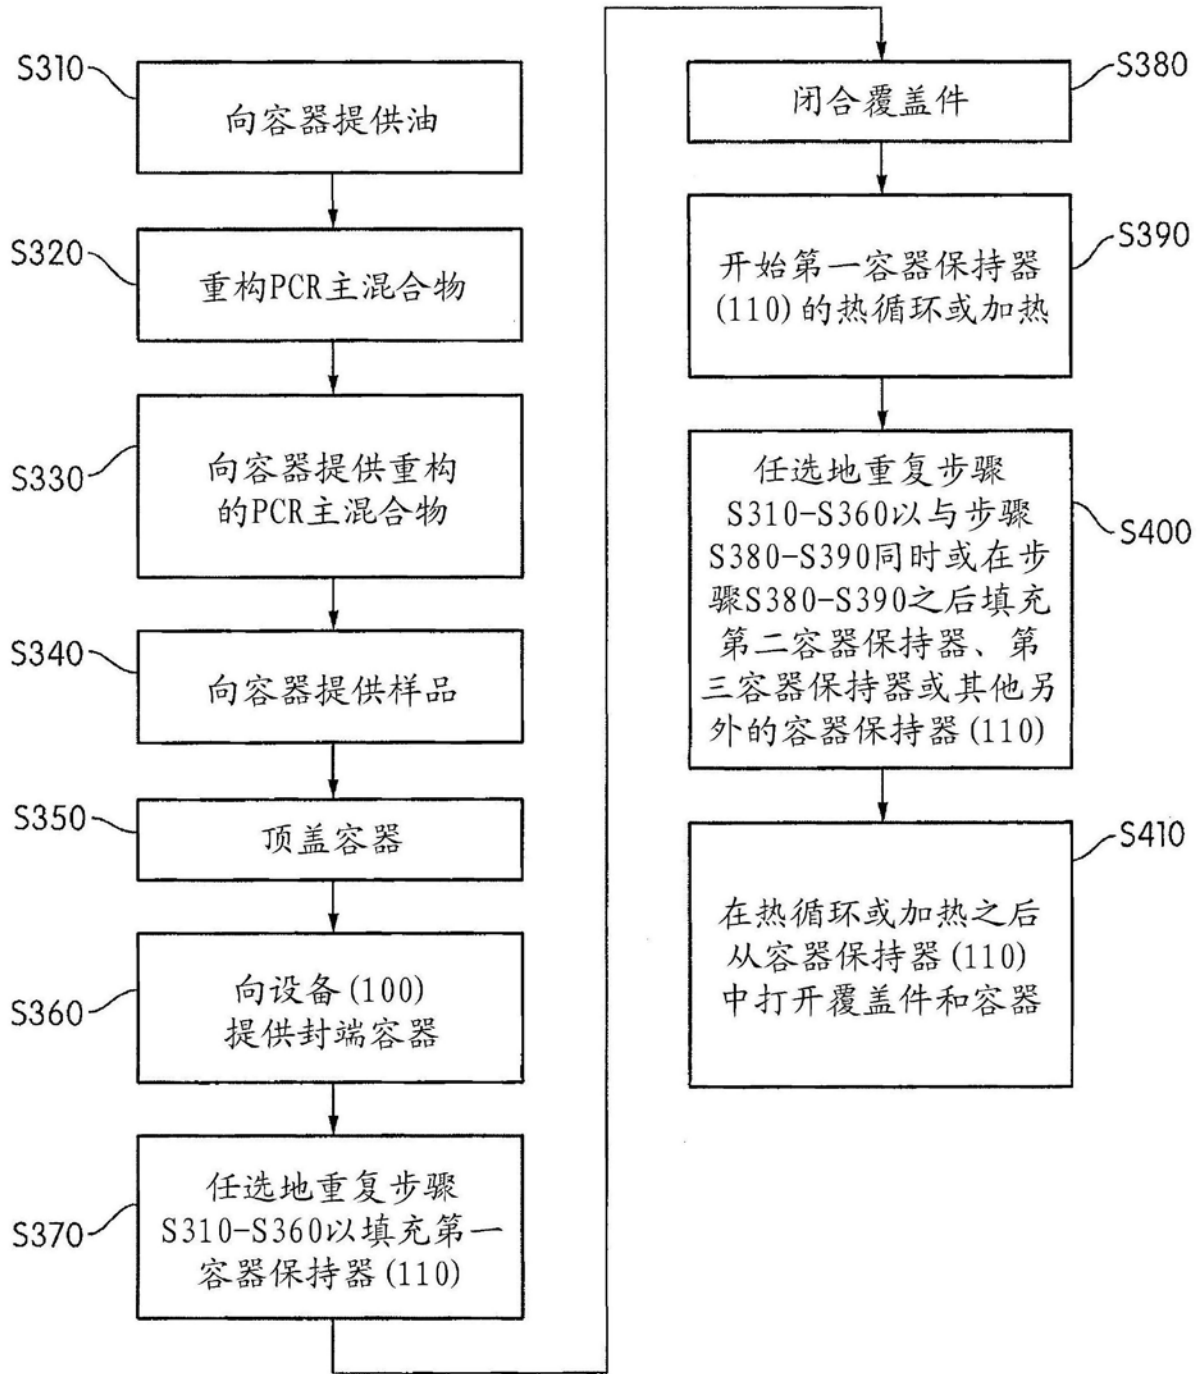 S310
向容器提供油
S320
重构PCR主混合物
S330
向容器提供重构
的PCR主混合物
S340
向容器提供样品
S350
顶盖容器
S360
向设备(100)
提供封端容器
S370
任选地重复步骤
S310-S360以填充第一
容器保持器(110)
S380
闭合覆盖件
S390
开始第一容器保持器
(110)的热循环或加热
S400
任选地重复步骤
S310-S360以与步骤
S380-S390同时或在步
骤S380-S390之后填充
第二容器保持器、第
三容器保持器或其他另
外的容器保持器(110)
S410
在热循环或加热之后
从容器保持器(110)
中打开覆盖件和容器